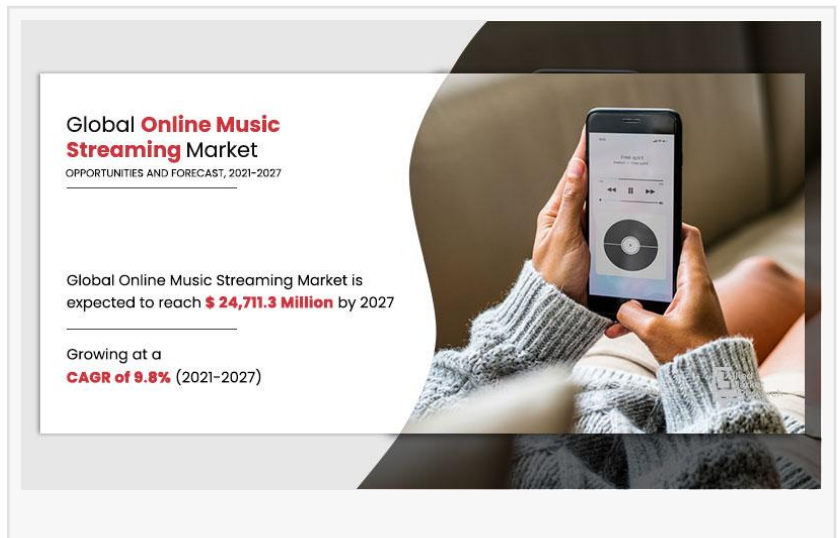 Global Online Music
Streaming Market
OPPORTUNITIES AND FORECAST, 2021-2027
Global Online Music Streaming Market is
expected to reach $ 24,711.3 Million by 2027
Growing at a
CAGR of 9.8% (2021-2027)